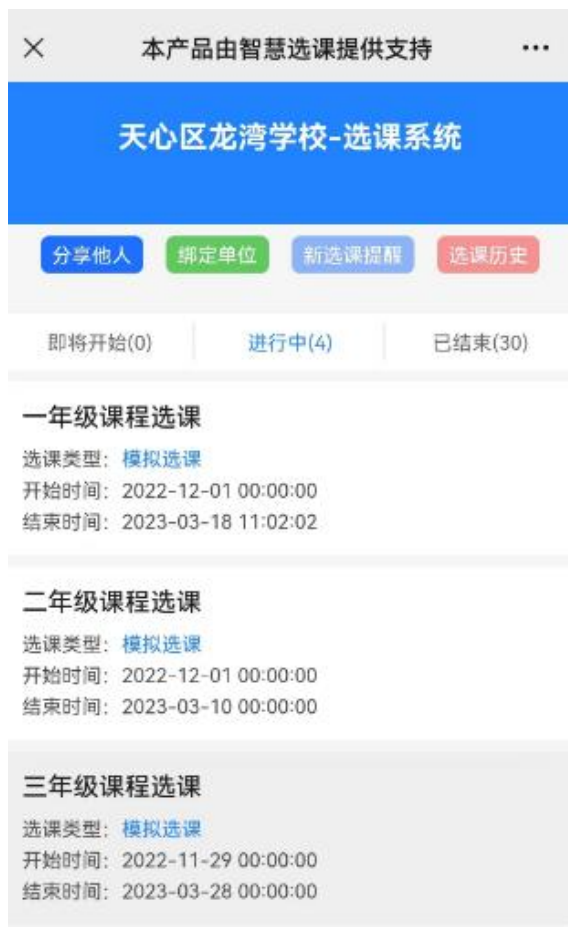 本产品由智慧选课提供支持
天心区龙湾学校-选课系统
分享他人 绑定单位 新选课提醒 选课历史
即将开始(0) 进行中(4) 已结束(30)
一年级课程选课
选课类型: 模拟选课
开始时间: 2022-12-01 00:00:00
结束时间: 2023-03-18 11:02:02
二年级课程选课
选课类型: 模拟选课
开始时间: 2022-12-01 00:00:00
结束时间: 2023-03-10 00:00:00
三年级课程选课
选课类型: 模拟选课
开始时间: 2022-11-29 00:00:00
结束时间: 2023-03-28 00:00:00